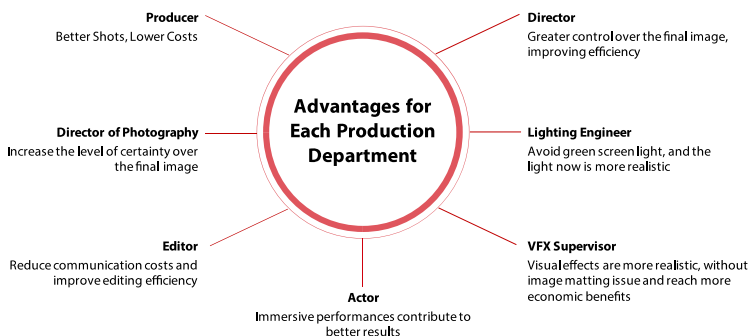 Producer
Better Shots, Lower Costs
Director
Greater control over the final image,
improving efficiency
Advantages for
Each Production
Department
Director of Photography
Increase the level of certainty over
the final image
Lighting Engineer
Avoid green screen light, and the
light now is more realistic
Editor
Reduce communication costs and
improve editing efficiency
VFX Supervisor
Visual effects are more realistic, without
image matting issue and reach more
economic benefits
Actor
Immersive performances contribute to
better results